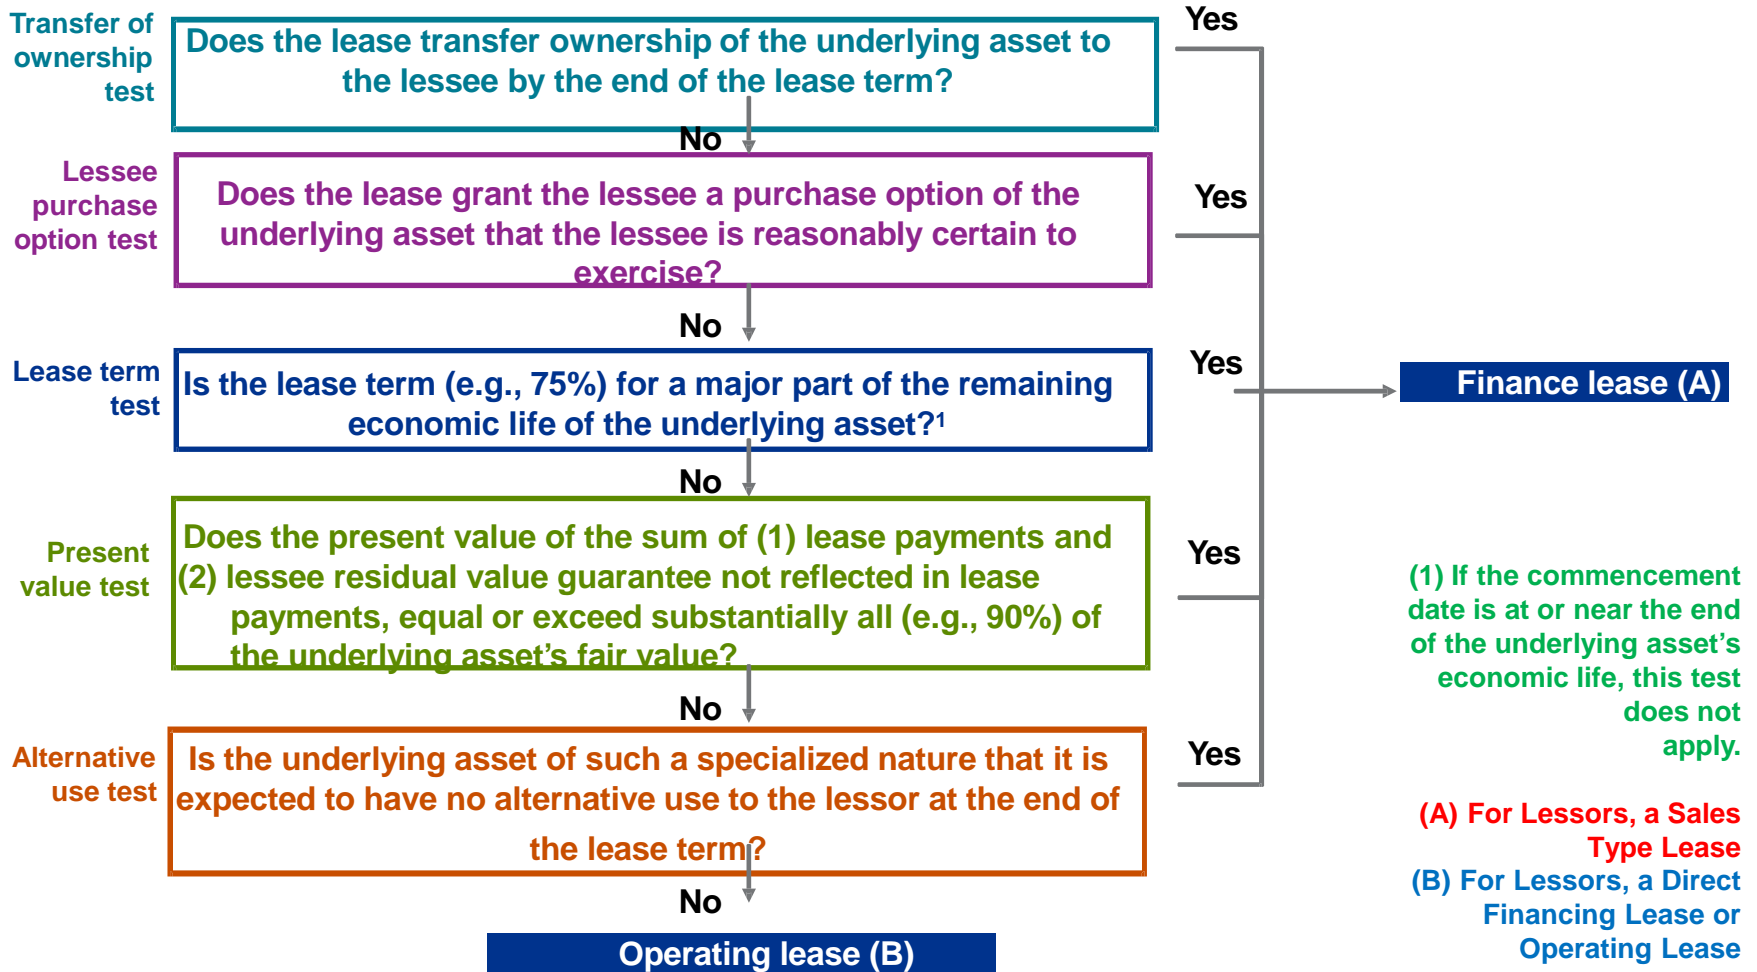 Transfer of
ownership
test
Does the lease transfer ownership of the underlying asset to
the lessee by the end of the lease term?
Yes
No
Lessee
purchase
option test
Does the lease grant the lessee a purchase option of the
underlying asset that the lessee is reasonably certain to
exercise?
Yes
No
Lease term
test
Is the lease term (e.g., 75%) for a major part of the remaining
economic life of the underlying asset?¹
Yes
Finance lease (A)
No
Present
value test
Does the present value of the sum of (1) lease payments and
(2) lessee residual value guarantee not reflected in lease
payments, equal or exceed substantially all (e.g., 90%) of
the underlying asset’s fair value?
Yes
No
Alternative
use test
Is the underlying asset of such a specialized nature that it is
expected to have no alternative use to the lessor at the end of
the lease term?
Yes
No
Operating lease (B)
(1) If the commencement
date is at or near the end
of the underlying asset’s
economic life, this test
does not
apply.
(A) For Lessors, a Sales
Type Lease
(B) For Lessors, a Direct
Financing Lease or
Operating Lease